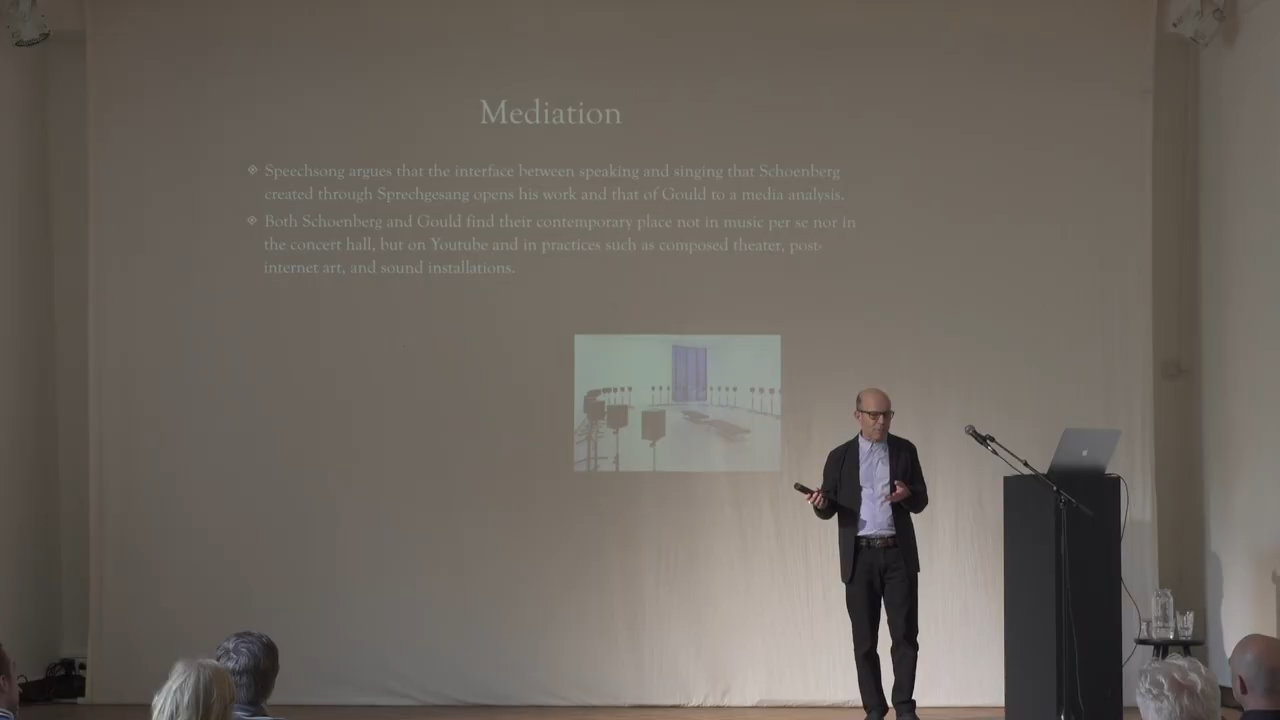 Mediation
Speechsong argues that the interface between speaking and singing that Schoenberg
created through Sprechgesang opens his work and that of Gould to a media analysis.
Both Schoenberg and Gould find their contemporary place not in music per se nor in
the concert hall, but on Youtube and in practices such as composed theater, post-
internet art, and sound installations.